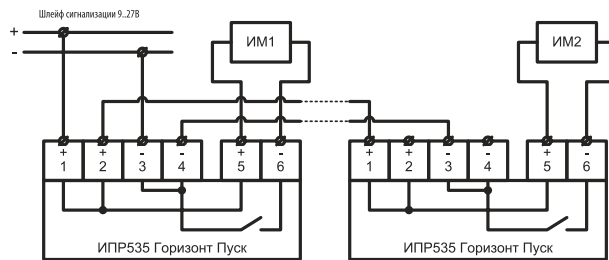 Шлейф сигнализации 9..27В
+
-
ИМ1
ИМ2
+ + - - + -
1 2 3 4 5 6
+ + - - + -
1 2 3 4 5 6
ИПР535 Горизонт Пуск
ИПР535 Горизонт Пуск